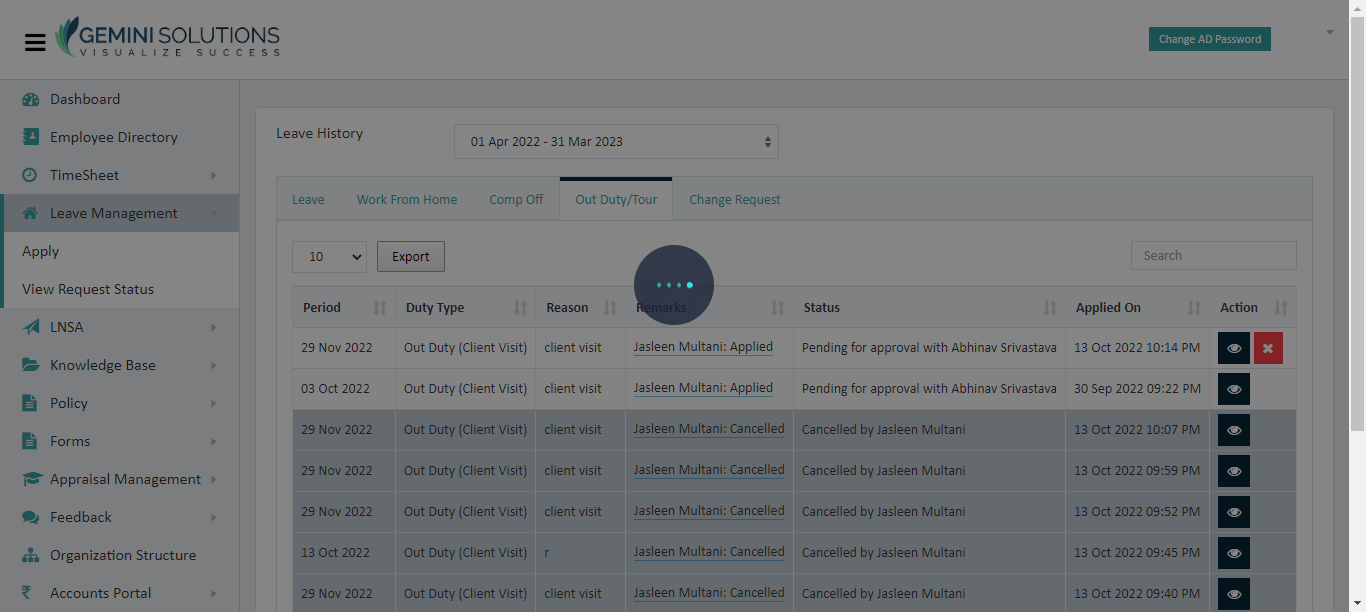 GEMINI SOLUTIONS
VISUALIZE SUCCESS
Change AD Password
Dashboard
Employee Directory
TimeSheet
Leave Management
Apply
View Request Status
LNSA
Knowledge Base
Policy
Forms
Appraisal Management
Feedback
Organization Structure
Accounts Portal
Leave History
01 Apr 2022 - 31 Mar 2023
Leave Work From Home Comp Off Out Duty/Tour Change Request
10 Export Search
Period Duty Type Reason Remarks Status Applied On Action
29 Nov 2022 Out Duty (Client Visit) client visit Jasleen Multani: Applied Pending for approval with Abhinav Srivastava 13 Oct 2022 10:14 PM
03 Oct 2022 Out Duty (Client Visit) client visit Jasleen Multani: Applied Pending for approval with Abhinav Srivastava 30 Sep 2022 09:22 PM
29 Nov 2022 Out Duty (Client Visit) client visit Jasleen Multani: Cancelled Cancelled by Jasleen Multani 13 Oct 2022 10:07 PM
29 Nov 2022 Out Duty (Client Visit) client visit Jasleen Multani: Cancelled Cancelled by Jasleen Multani 13 Oct 2022 09:59 PM
29 Nov 2022 Out Duty (Client Visit) client visit Jasleen Multani: Cancelled Cancelled by Jasleen Multani 13 Oct 2022 09:52 PM
13 Oct 2022 Out Duty (Client Visit) r Jasleen Multani: Cancelled Cancelled by Jasleen Multani 13 Oct 2022 09:45 PM
29 Nov 2022 Out Duty (Client Visit) client visit Jasleen Multani: Cancelled Cancelled by Jasleen Multani 13 Oct 2022 09:40 PM